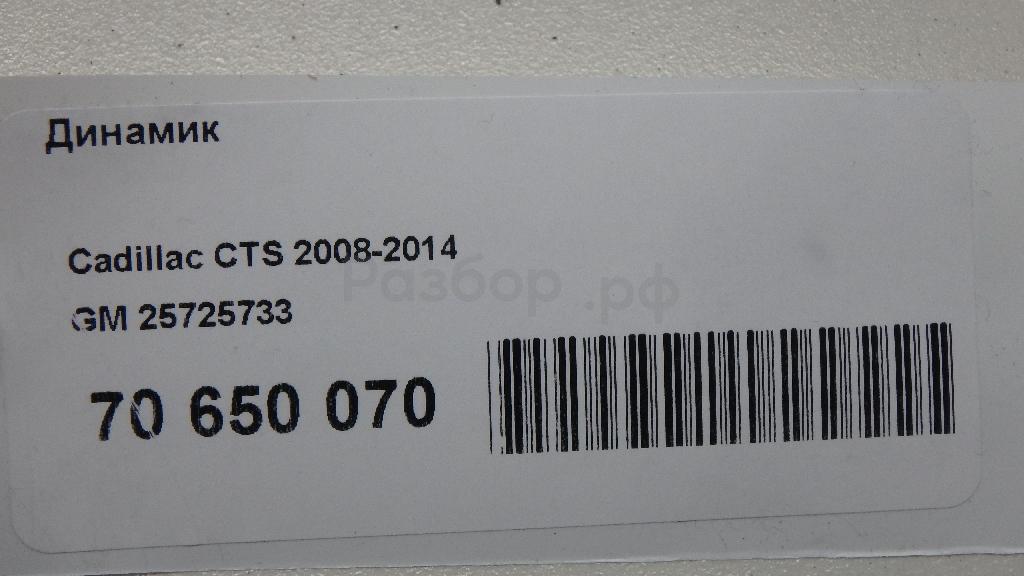 Динамик
Cadillac CTS 2008-2014
Разбор.рф
GM 25725733
70 650 070